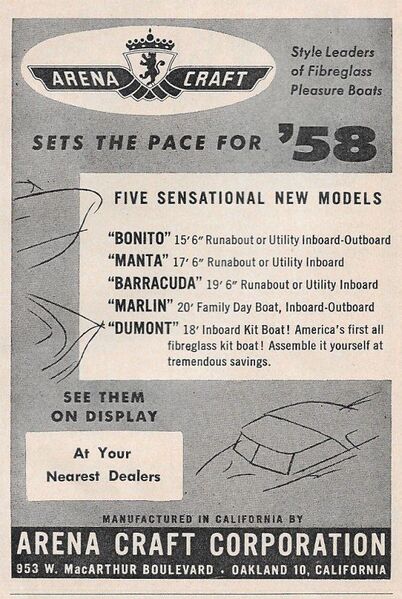 ARENA CRAFT
Style Leaders
of Fibreglass
Pleasure Boats
SETS THE PACE FOR '58
FIVE SENSATIONAL NEW MODELS
"BONITO" 15' 6" Runabout or Utility Inboard-Outboard
"MANTA" 17' 6" Runabout or Utility Inboard
"BARRACUDA" 19' 6" Runabout or Utility Inboard
"MARLIN" 20' Family Day Boat, Inboard-Outboard
"DUMONT" 18' Inboard Kit Boat! America's first all
fibreglass kit boat! Assemble it yourself at
tremendous savings.
SEE THEM
ON DISPLAY
At Your
Nearest Dealers
MANUFACTURED IN CALIFORNIA BY
ARENA CRAFT CORPORATION
953 W. MacARTHUR BOULEVARD • OAKLAND 10, CALIFORNIA